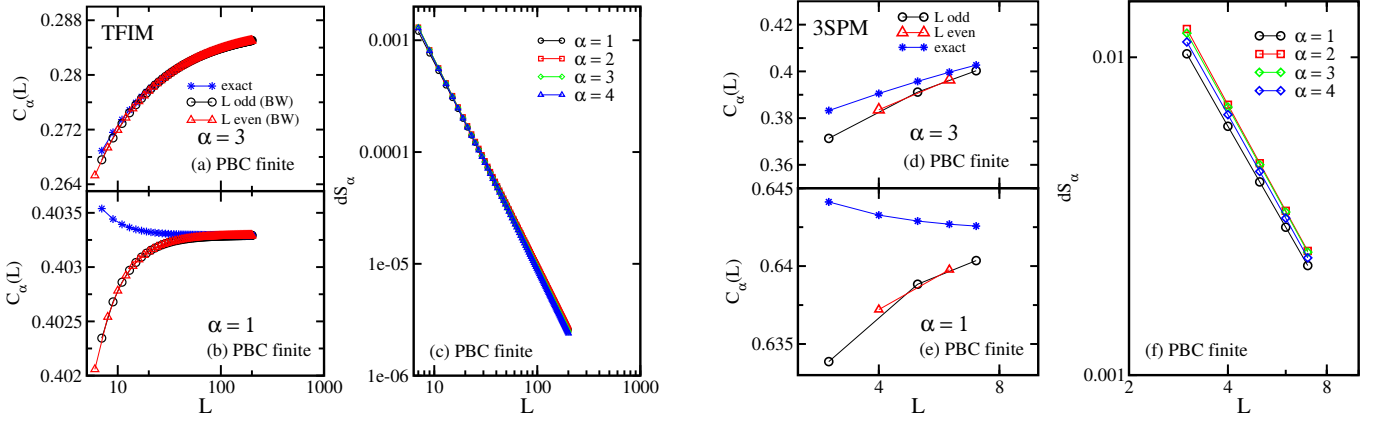 TFIM
C_α(L)
0.288
0.28
0.272
0.264
exact
L odd (BW)
L even (BW)
α = 3
(a) PBC finite
C_α(L)
0.4035
0.403
0.4025
0.402
α = 1
(b) PBC finite
10
100
1000
L
dS_α
0.001
0.0001
1e-05
1e-06
α = 1
α = 2
α = 3
α = 4
(c) PBC finite
10
100
1000
L
3SPM
C_α(L)
0.42
0.4
0.38
0.36
L odd
L even
exact
α = 3
(d) PBC finite
C_α(L)
0.645
0.64
0.635
α = 1
(e) PBC finite
4
8
L
dS_α
0.01
0.001
α = 1
α = 2
α = 3
α = 4
(f) PBC finite
2
4
8
L